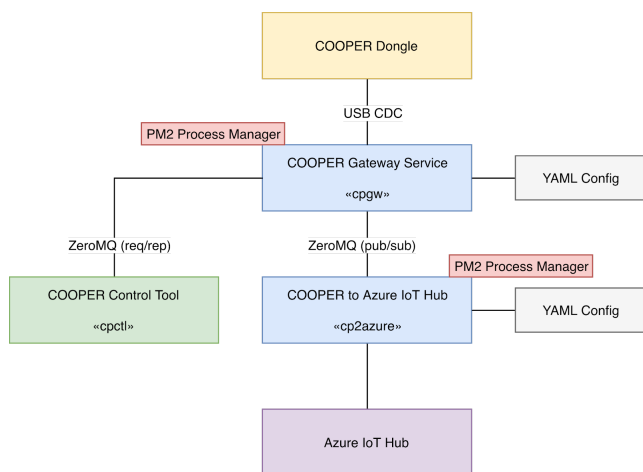 COOPER Dongle
USB CDC
PM2 Process Manager
COOPER Gateway Service
«cpgw»
YAML Config
ZeroMQ (req/rep)
ZeroMQ (pub/sub)
PM2 Process Manager
COOPER Control Tool
«cpctl»
COOPER to Azure IoT Hub
«cp2azure»
YAML Config
Azure IoT Hub